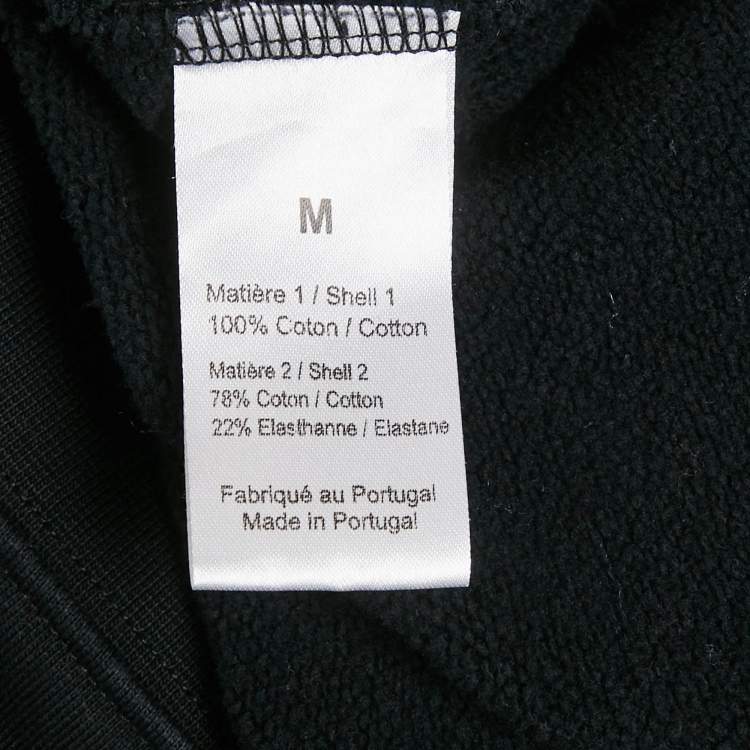 M
Matière 1 / Shell 1
100% Coton / Cotton
Matière 2 / Shell 2
78% Coton / Cotton
22% Elasthanne / Elastane
Fabriqué au Portugal
Made in Portugal